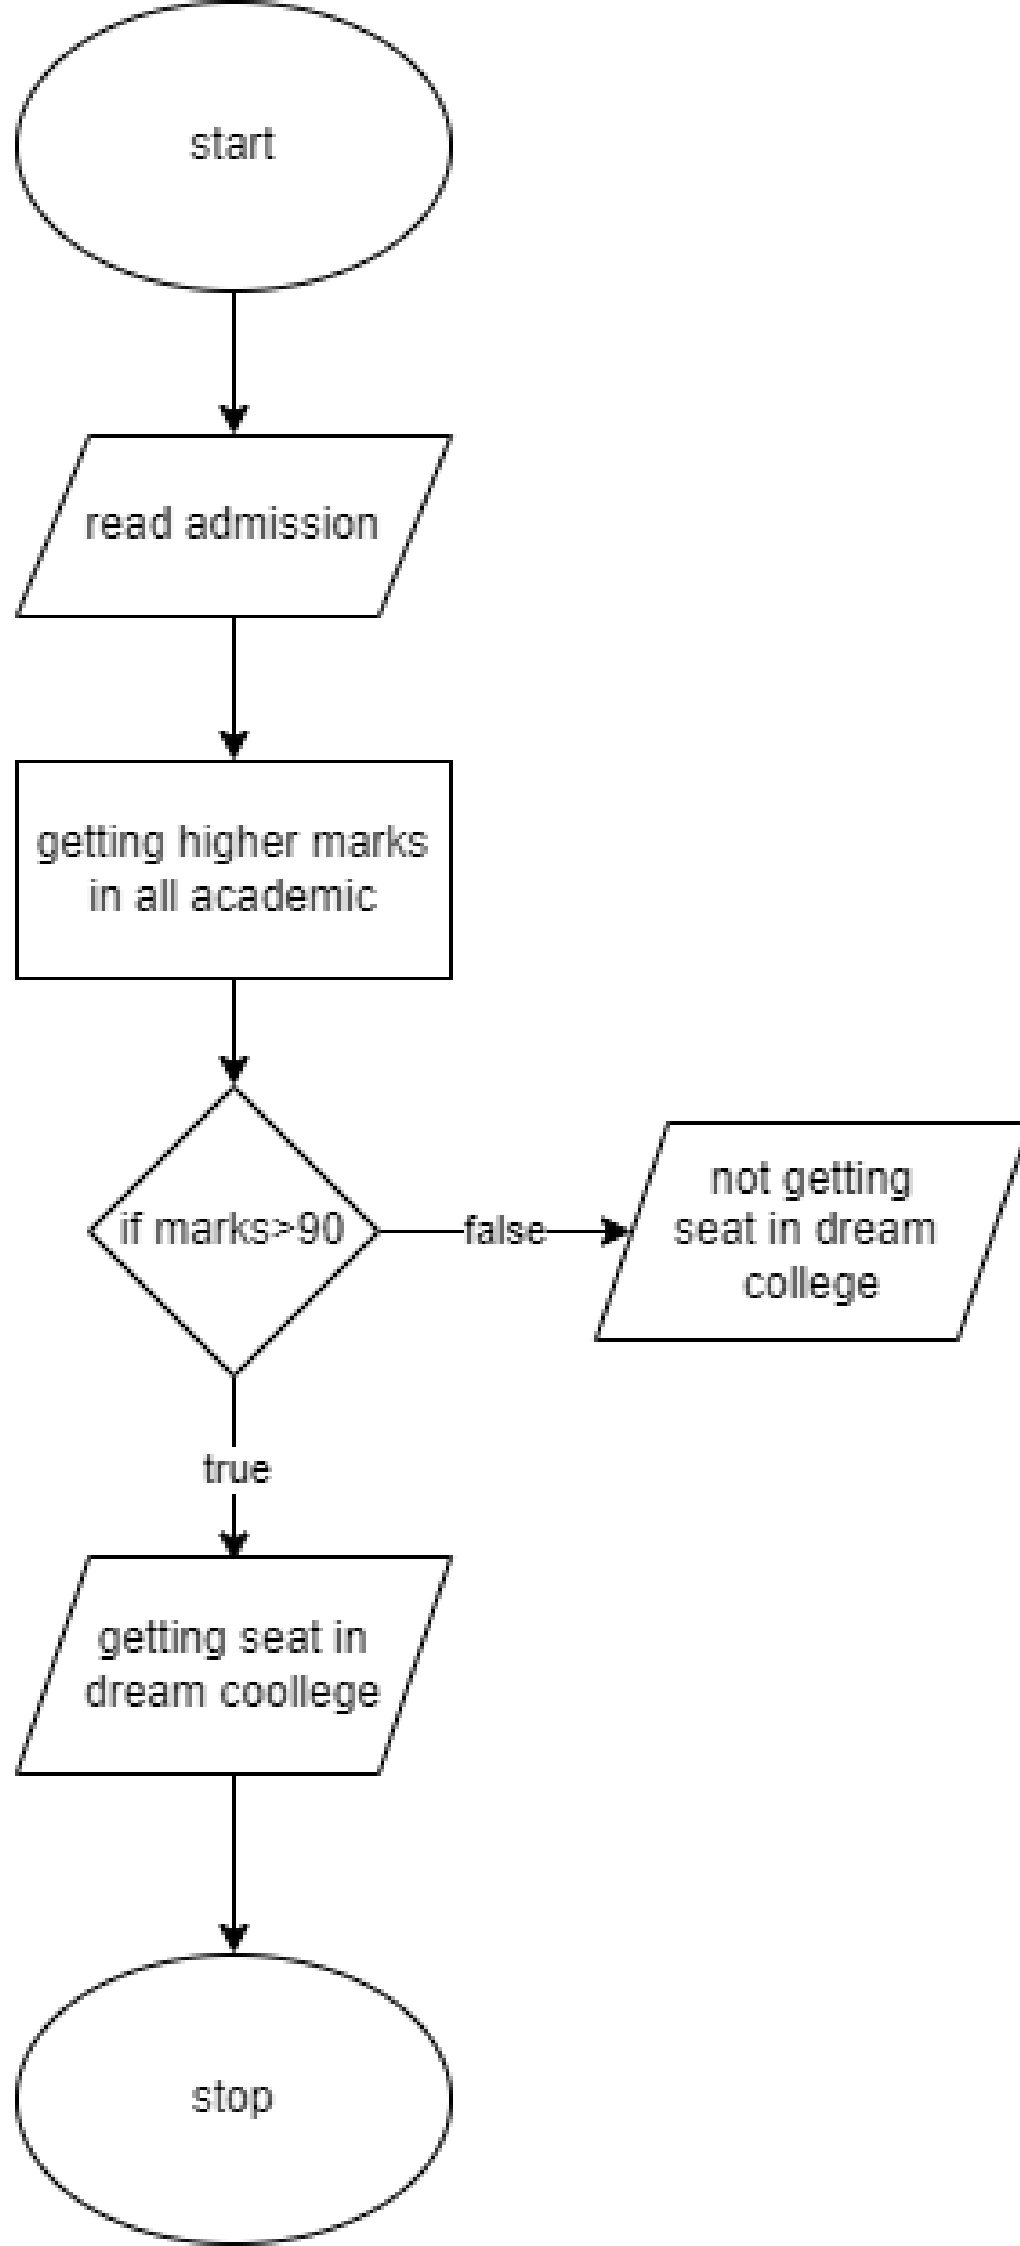 start
read admission
getting higher marks
in all academic
if marks>90
false
not getting
seat in dream
college
true
getting seat in
dream coollege
stop